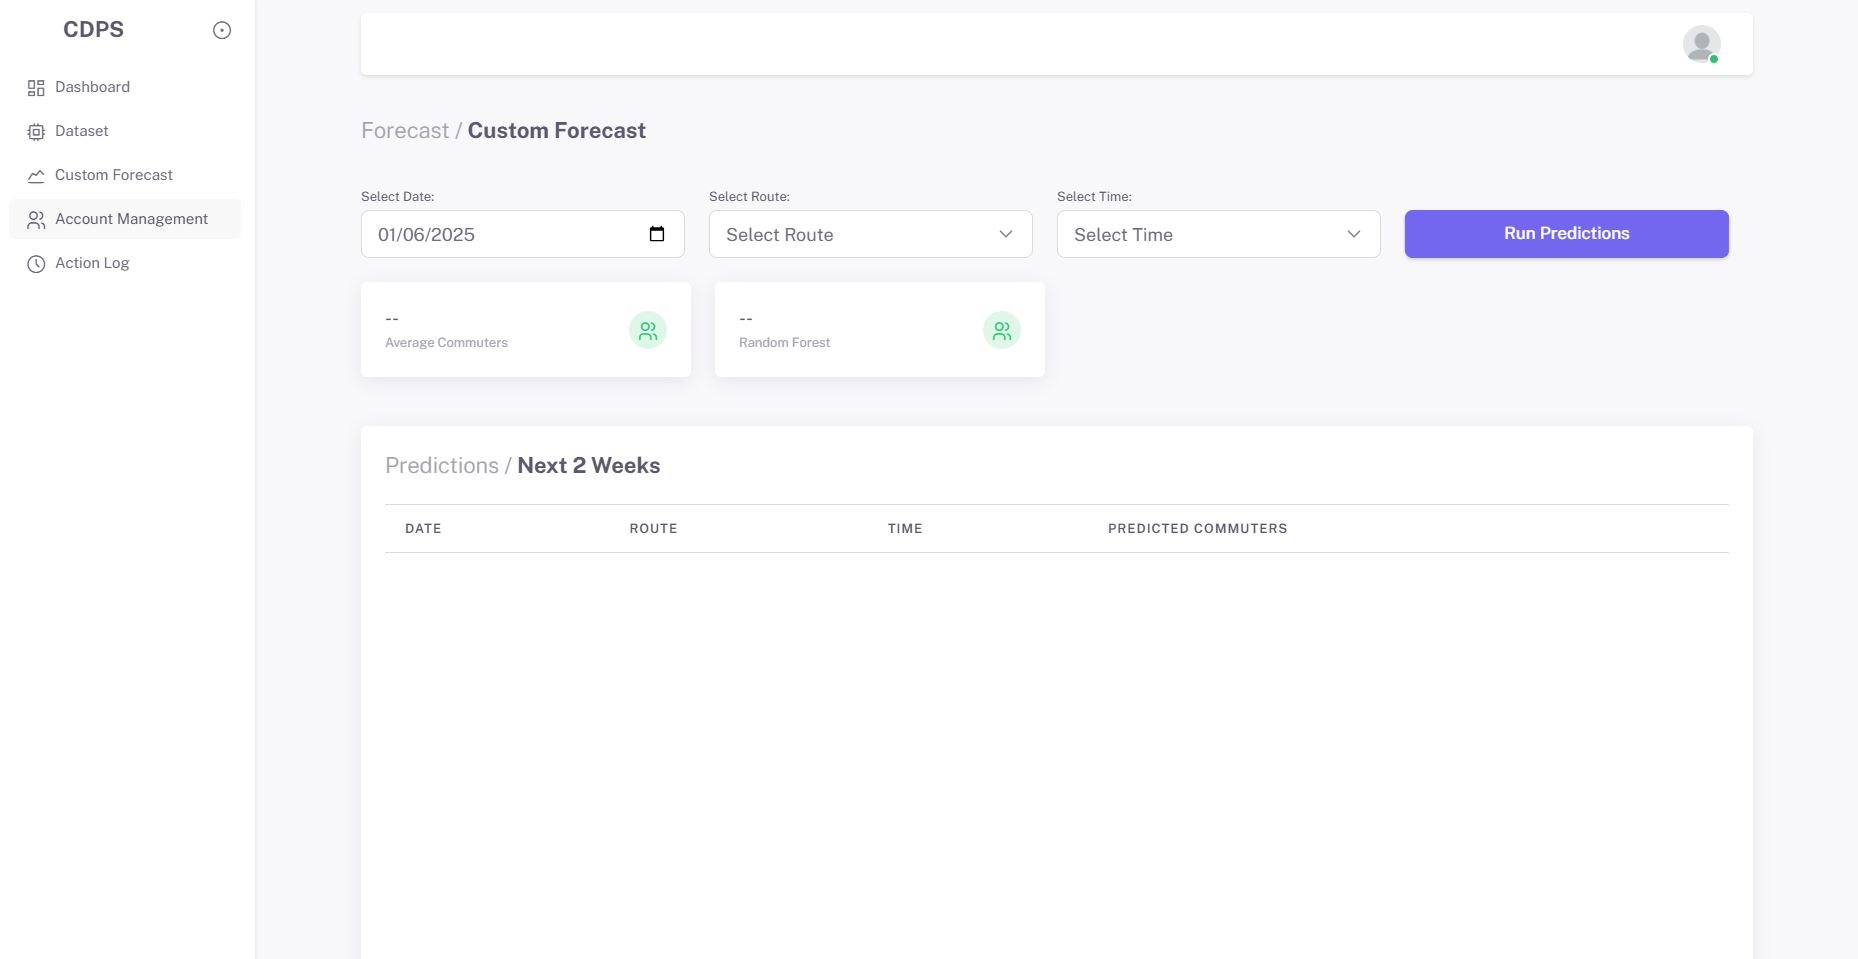 CDPS
Dashboard
Dataset
Custom Forecast
Account Management
Action Log
Forecast / Custom Forecast
Select Date:
01/06/2025
Select Route:
Select Route
Select Time:
Select Time
Run Predictions
--
Average Commuters
--
Random Forest
Predictions / Next 2 Weeks
DATE ROUTE TIME PREDICTED COMMUTERS